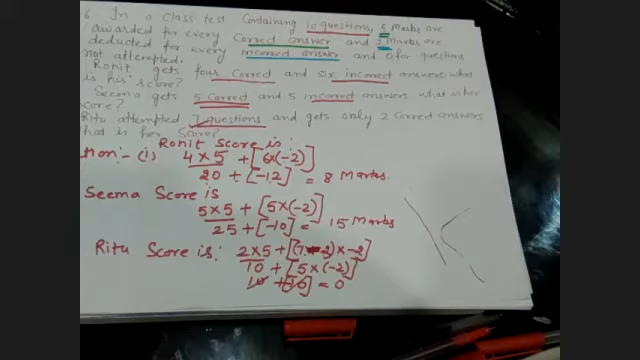 6 In a Class test Containing 10 questions, 5 Marks are
awarded for every Correct answer and 2 Marks are
deducted for every incorrect answer and 0 for questions
not attempted.
Rohit gets four Correct and six incorrect answers what
is his score?
Seema gets 5 Correct and 5 incorrect answers what is her
score?
Ritu attempted 7 questions and gets only 2 Correct answers
what is her Score?
Rohit Score is:
tion:- (i) 4×5 + [6×(-2)]
20 + [-12] = 8 Marks.
Seema Score is
5×5 + [5×(-2)]
25 + [-10] = 15 Marks
Ritu Score is: 2×5 + [(7-2)×-2]
10 + [5×(-2)]
10 + [-10] = 0